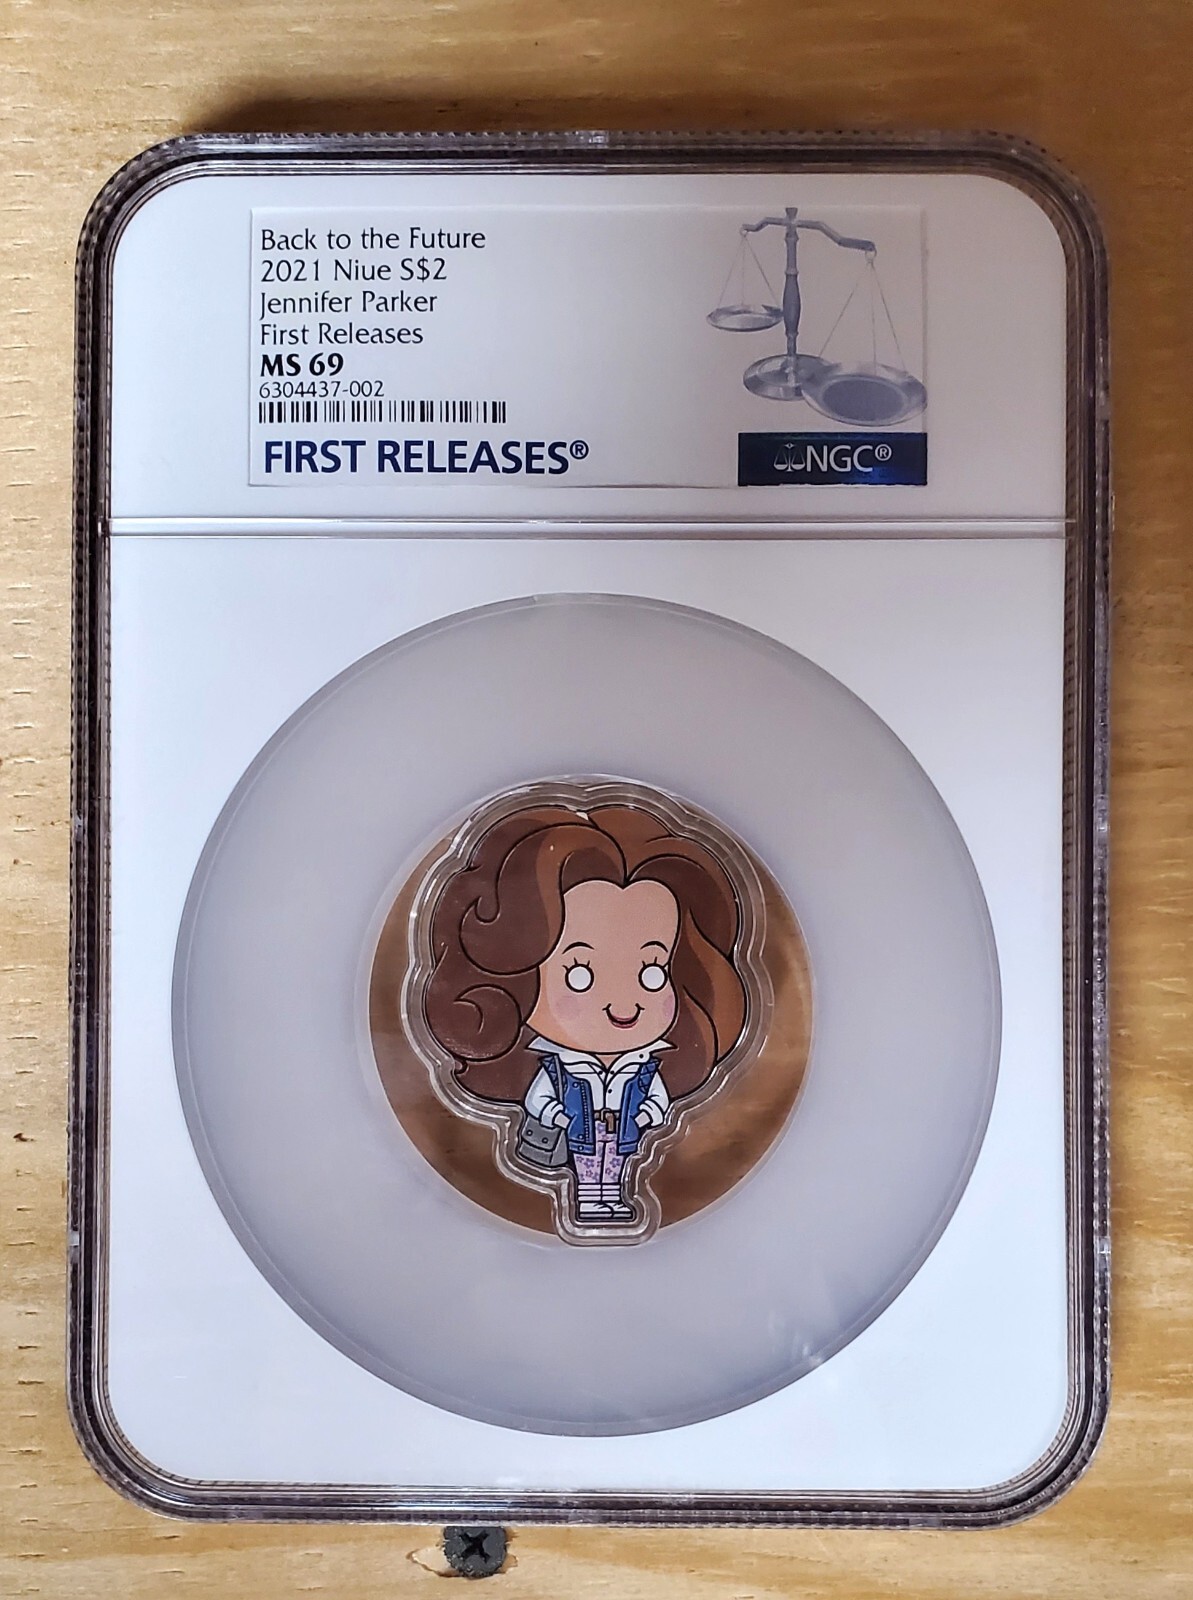 Back to the Future
2021 Niue S$2
Jennifer Parker
First Releases
MS 69
6304437-002
FIRST RELEASES®
NGC®